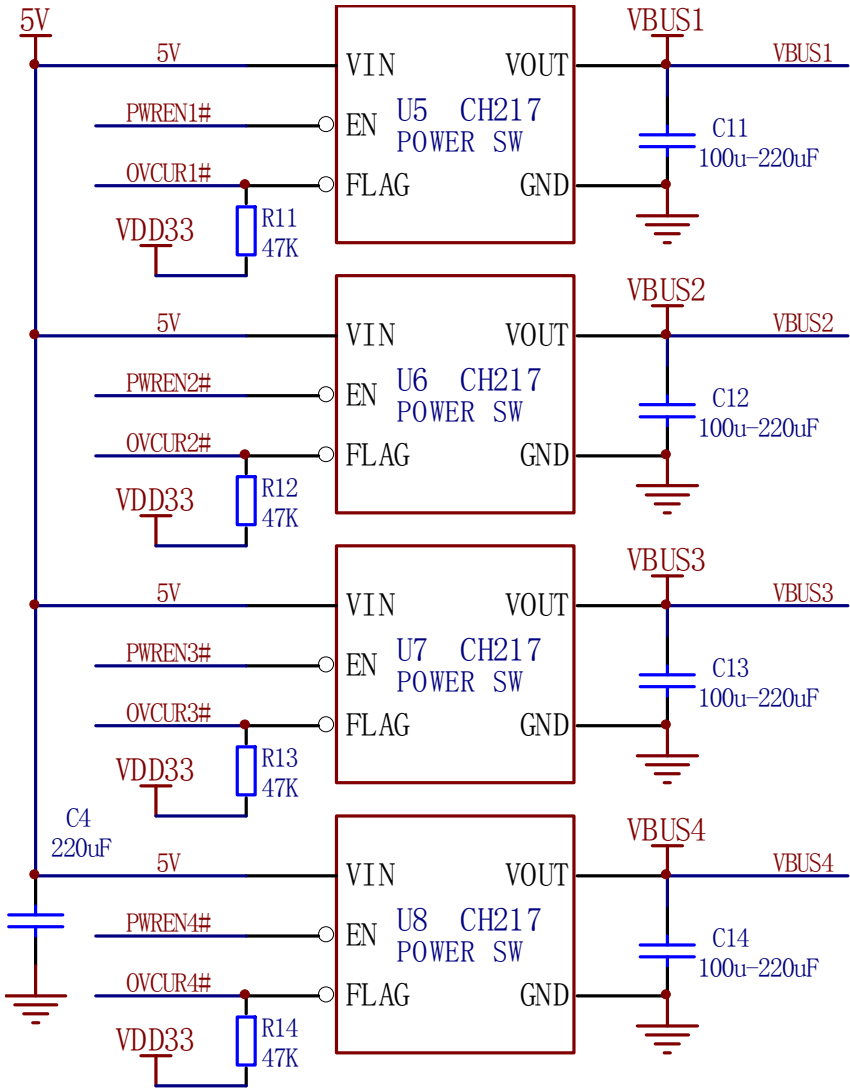 5V
VBUS1
5V
VIN
VOUT
VBUS1
PWREN1#
EN
U5 CH217
POWER SW
C11
100u-220uF
OVCUR1#
FLAG
GND
VDD33
R11
47K
VBUS2
5V
VIN
VOUT
VBUS2
PWREN2#
EN
U6 CH217
POWER SW
C12
100u-220uF
OVCUR2#
FLAG
GND
VDD33
R12
47K
VBUS3
5V
VIN
VOUT
VBUS3
PWREN3#
EN
U7 CH217
POWER SW
C13
100u-220uF
OVCUR3#
FLAG
GND
VDD33
R13
47K
C4
220uF
VBUS4
5V
VIN
VOUT
VBUS4
PWREN4#
EN
U8 CH217
POWER SW
C14
100u-220uF
OVCUR4#
FLAG
GND
VDD33
R14
47K